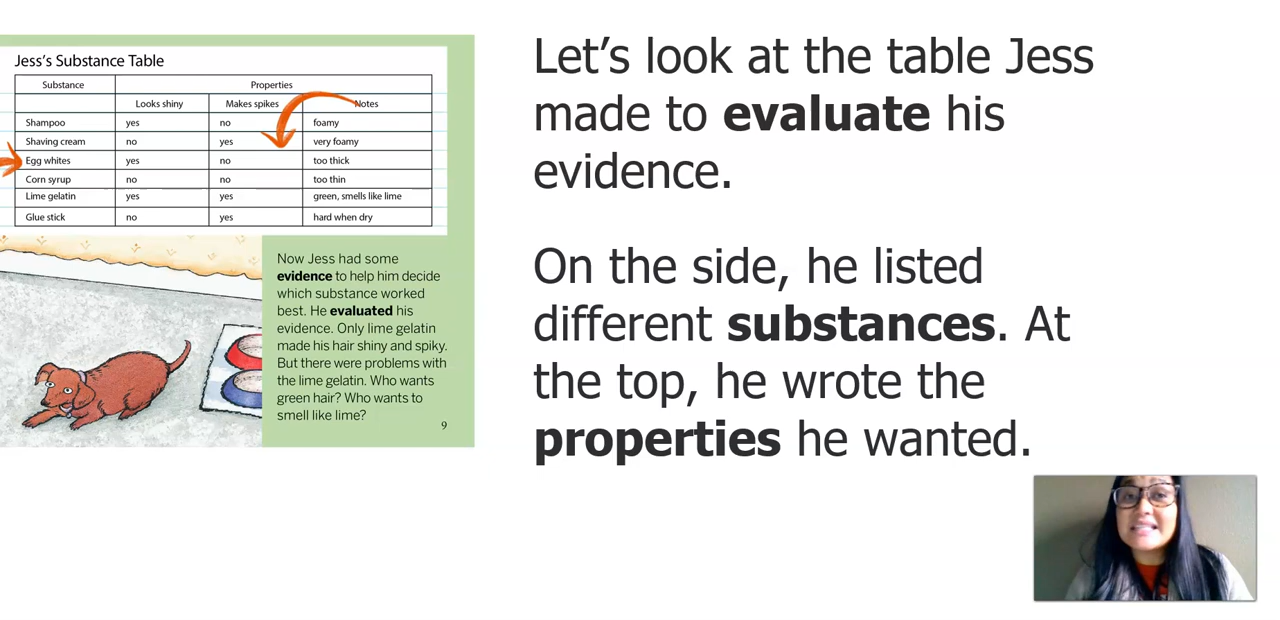 Jess's Substance Table
Substance Properties
Looks shiny Makes spikes Notes
Shampoo yes no foamy
Shaving cream no yes very foamy
Egg whites yes no too thick
Corn syrup no no too thin
Lime gelatin yes yes green, smells like lime
Glue stick no yes hard when dry
Now Jess had some
evidence to help him decide
which substance worked
best. He evaluated his
evidence. Only lime gelatin
made his hair shiny and spiky.
But there were problems with
the lime gelatin. Who wants
green hair? Who wants to
smell like lime?
9
Let's look at the table Jess
made to evaluate his
evidence.
On the side, he listed
different substances. At
the top, he wrote the
properties he wanted.